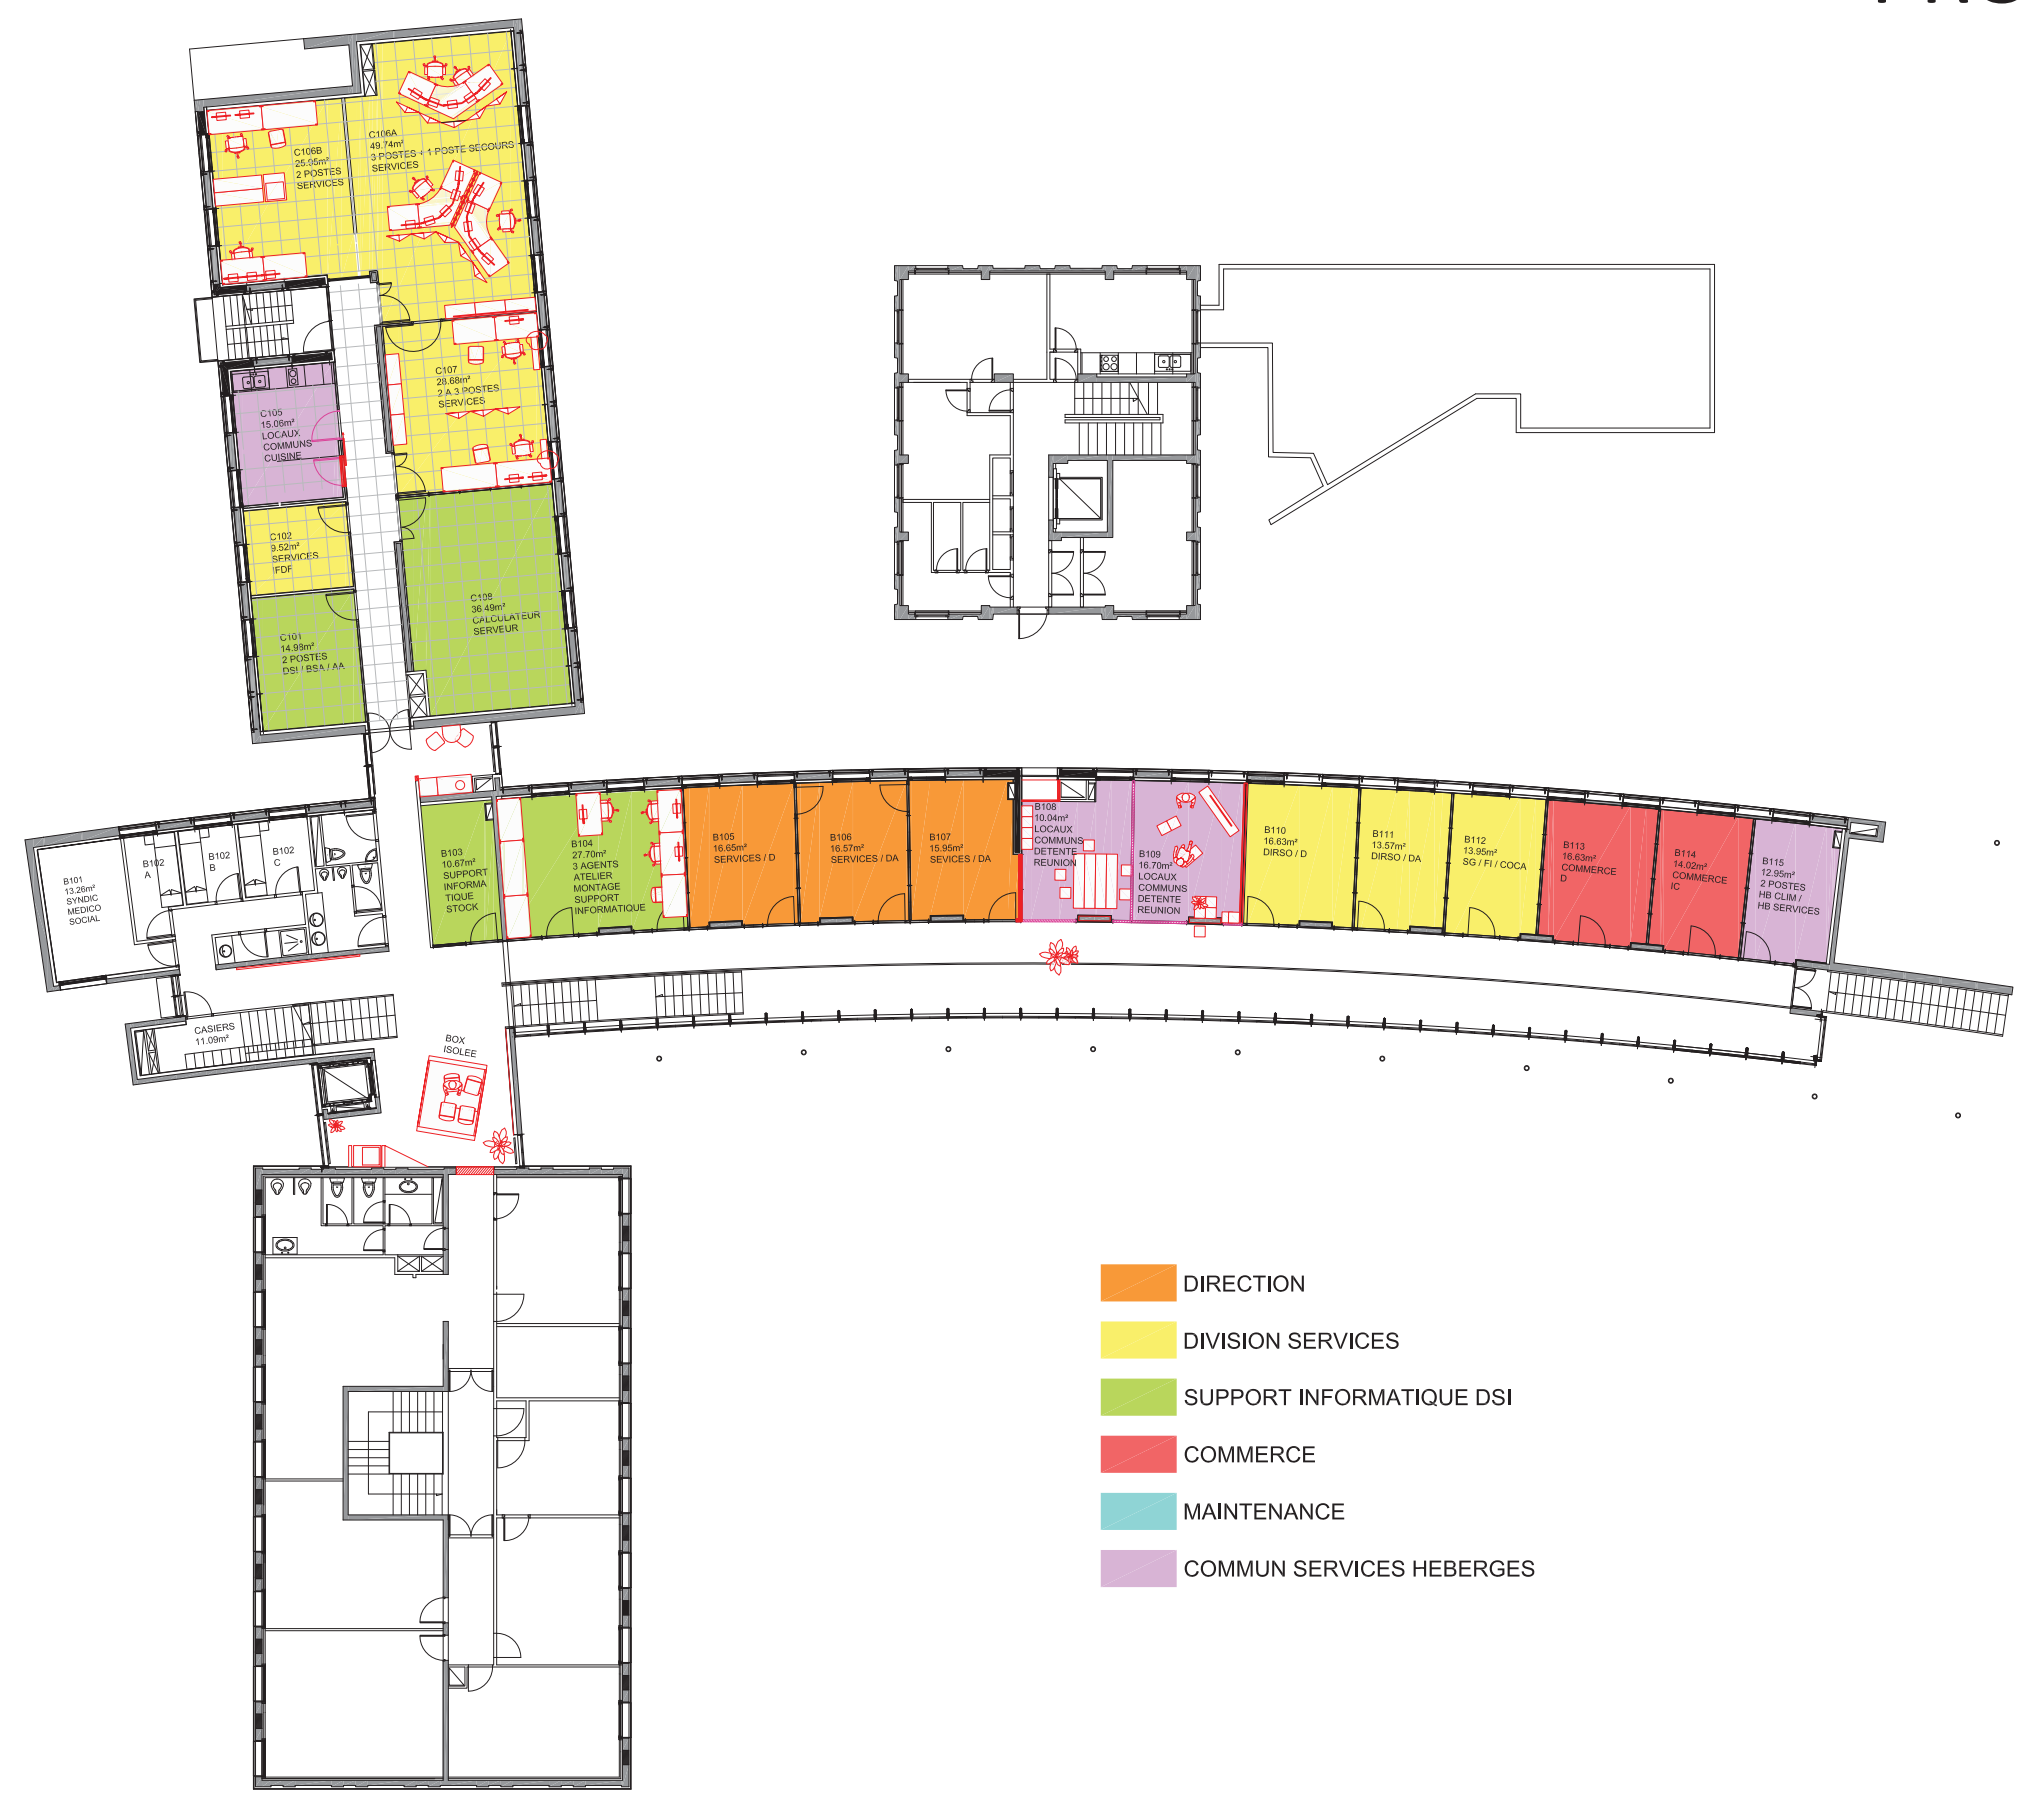 C106A
49.74m²
3 POSTES + 1 POSTE SECOURS
SERVICES
C106B
25.95m²
2 POSTES
SERVICES
C107
28.68m²
2 A 3 POSTES
SERVICES
C105
15.06m²
LOCAUX
COMMUNS
CUISINE
C102
9.52m²
SERVICES
FDF
C108
36.49m²
CALCULATEUR
SERVEUR
C101
14.98m²
2 POSTES
DSI / BSA / AA
B101
13.26m²
SYNDIC
MEDICO
SOCIAL
B102
A
B102
B
B102
C
B103
10.67m²
SUPPORT
INFORMA
TIQUE
STOCK
B104
27.70m²
3 AGENTS
ATELIER
MONTAGE
SUPPORT
INFORMATIQUE
B105
16.65m²
SERVICES / D
B106
16.57m²
SERVICES / DA
B107
15.95m²
SEVICES / DA
B108
10.04m²
LOCAUX
COMMUNS
DETENTE
REUNION
B109
16.70m²
LOCAUX
COMMUNS
DETENTE
REUNION
B110
16.63m²
DIRSO / D
B111
13.57m²
DIRSO / DA
B112
13.95m²
SG / FI / COCA
B113
16.63m²
COMMERCE
D
B114
14.02m²
COMMERCE
IC
B115
12.95m²
2 POSTES
HB CLIM /
HB SERVICES
CASIERS
11.09m²
BOX
ISOLEE
DIRECTION
DIVISION SERVICES
SUPPORT INFORMATIQUE DSI
COMMERCE
MAINTENANCE
COMMUN SERVICES HEBERGES